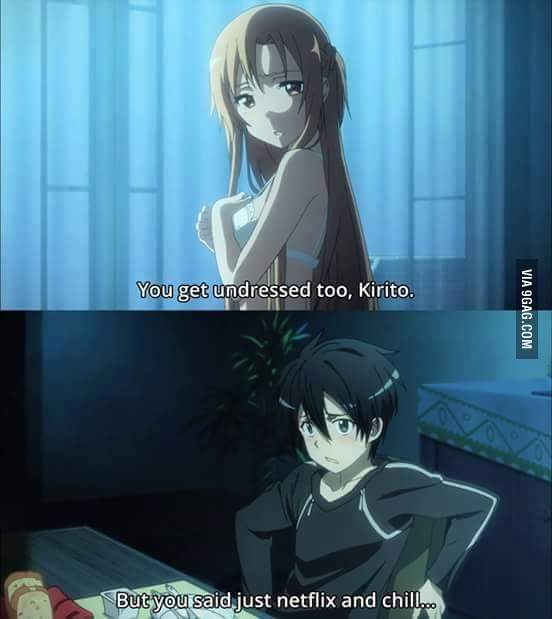 You get undressed too, Kirito.
VIA 9GAG.COM
But you said just netflix and chill...